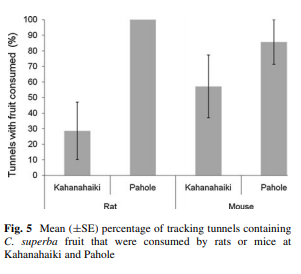 100
90
80
70
60
50
40
30
20
10
0
Tunnels with fruit consumed (%)
Kahanahaiki Pahole Kahanahaiki Pahole
Rat Mouse
Fig. 5 Mean (±SE) percentage of tracking tunnels containing
C. superba fruit that were consumed by rats or mice at
Kahanahaiki and Pahole